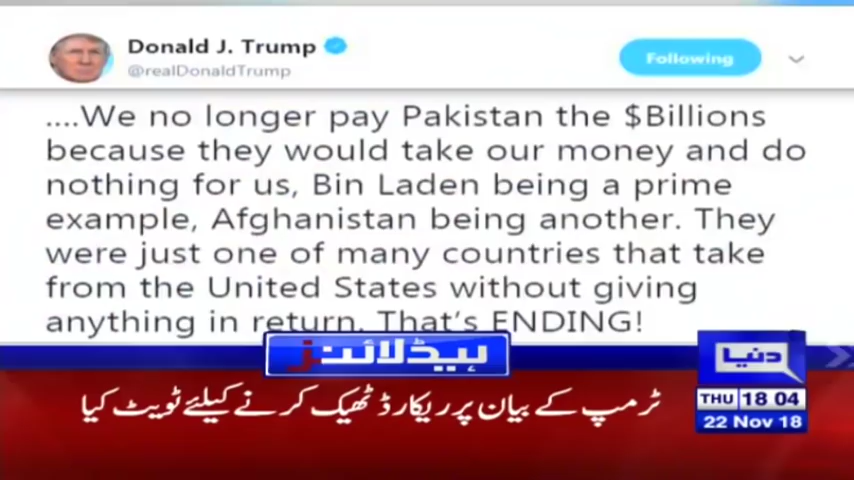 Donald J. Trump
@realDonaldTrump
Following
....We no longer pay Pakistan the $Billions
because they would take our money and do
nothing for us, Bin Laden being a prime
example, Afghanistan being another. They
were just one of many countries that take
from the United States without giving
anything in return. That's ENDING!
ہیڈلائنز
دنیا
ٹرمپ کے بیان پر ریکارڈ ٹھیک کرنے کیلئے ٹویٹ کیا
THU 18 04
22 Nov 18